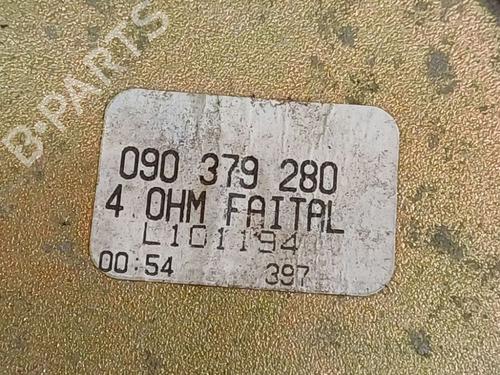 B-PARTS
090 379 280
4 OHM FAITAL
L101194
00:54 397